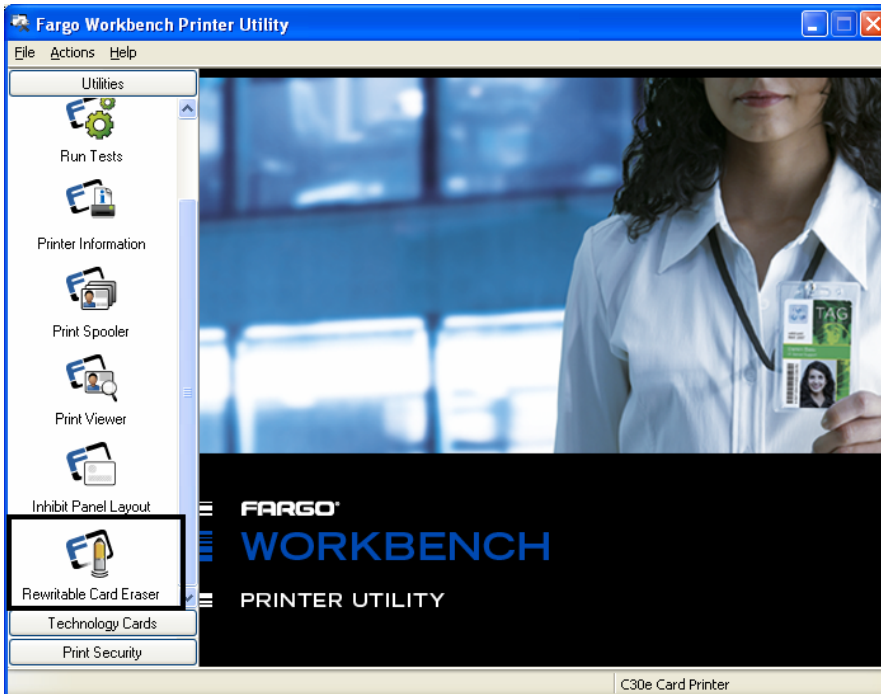 Fargo Workbench Printer Utility
File Actions Help
Utilities
Run Tests
Printer Information
Print Spooler
Print Viewer
Inhibit Panel Layout
Rewritable Card Eraser
Technology Cards
Print Security
TAG
FARGO
WORKBENCH
PRINTER UTILITY
C30e Card Printer